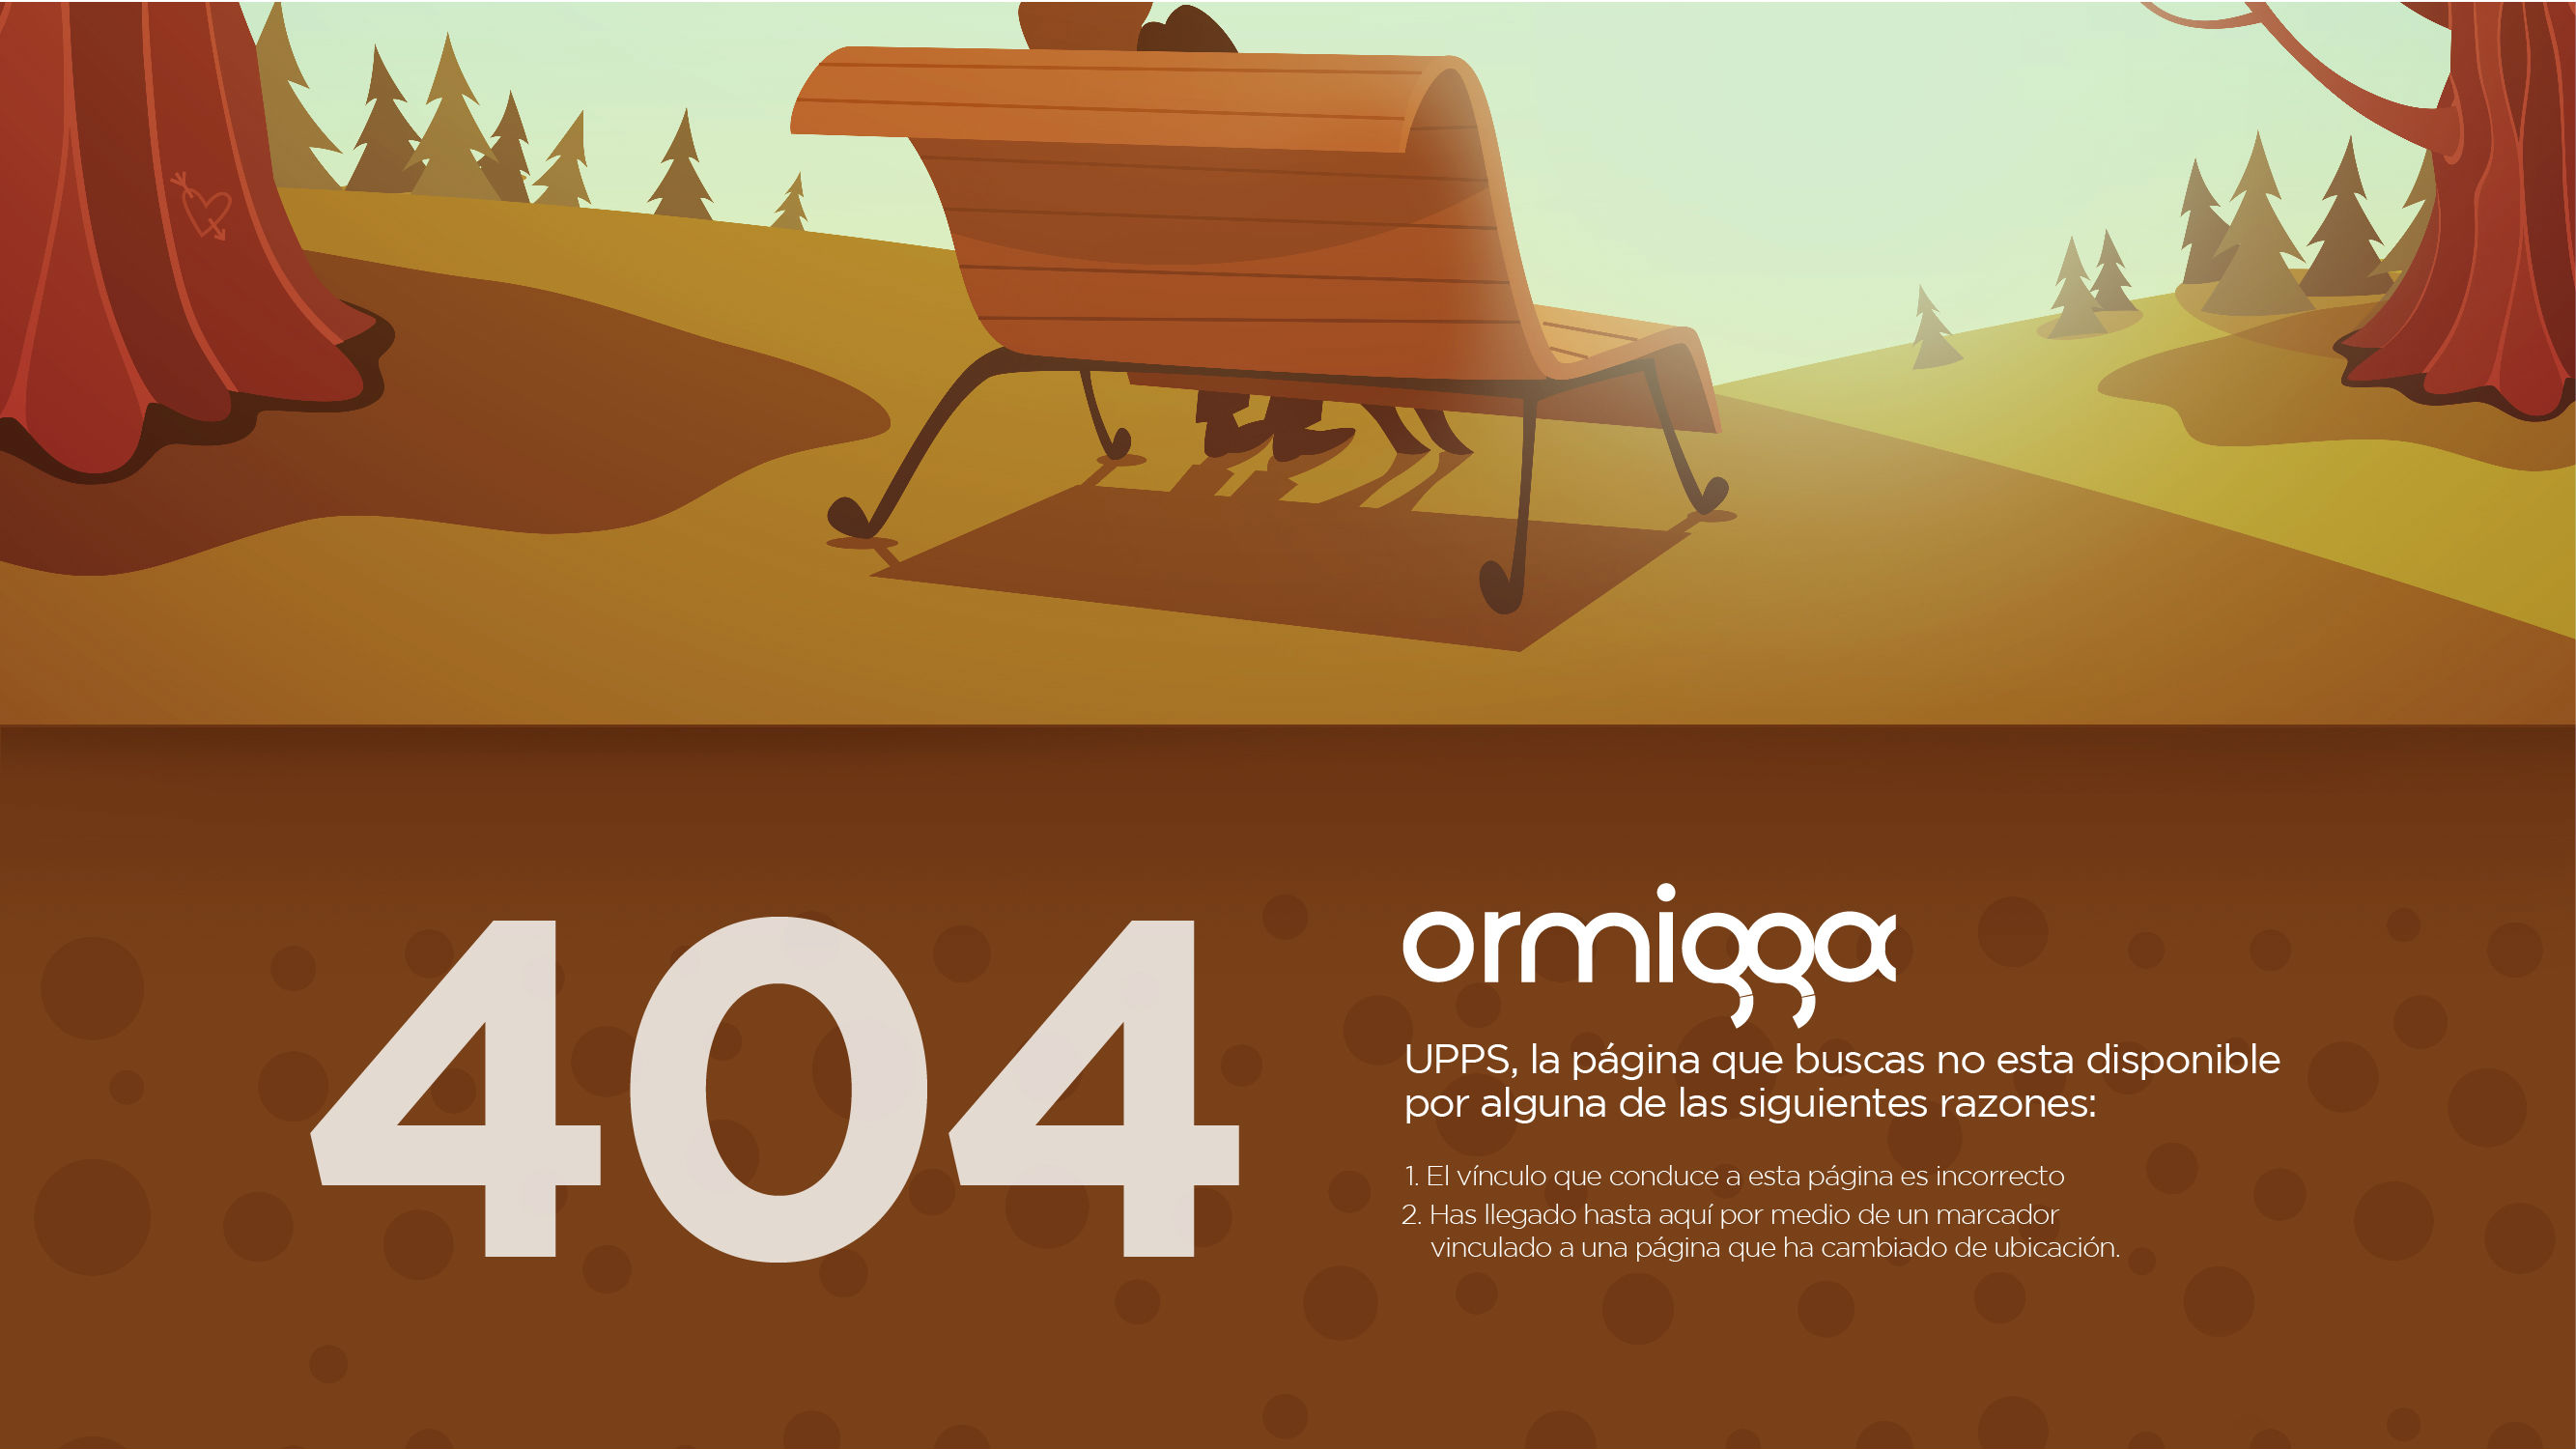 404
ormigga
UPPS, la página que buscas no esta disponible
por alguna de las siguientes razones:
1. El vínculo que conduce a esta página es incorrecto
2. Has llegado hasta aquí por medio de un marcador
vinculado a una página que ha cambiado de ubicación.